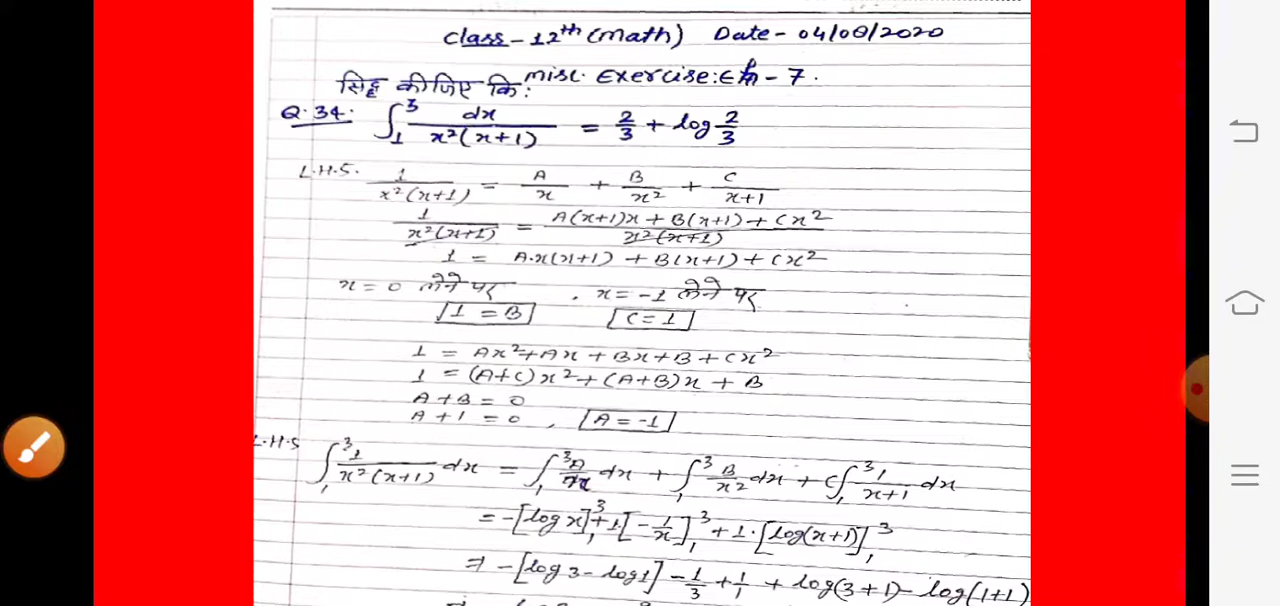 Class - 12th (math) Date - 04/08/2020
misc. Exercise: - 7.
सिद्ध कीजिए कि:
Q.34. ∫₁³ dx / x²(x+1) = 2/3 + log 2/3
L.H.S. 1 / x²(x+1) = A/x + B/x² + C/(x+1)
1 / x²(x+1) = A(x+1)x + B(x+1) + Cx² / x²(x+1)
1 = A.x(x+1) + B(x+1) + Cx²
x = 0 लेने पर , x = -1 लेने पर
1 = B C = 1
1 = Ax² + Ax + Bx + B + Cx²
1 = (A+C)x² + (A+B)x + B
A + B = 0
A + 1 = 0 , A = -1
L.H.S ∫₁³ 1 / x²(x+1) dx = ∫₁³ A/x dx + ∫₁³ B/x² dx + C∫₁³ 1/(x+1) dx
= -[log x]₁³ + 1[-1/x]₁³ + 1·[log(x+1)]₁³
⇒ -[log 3 - log 1] - 1/3 + 1/1 + log(3+1) - log(1+1)